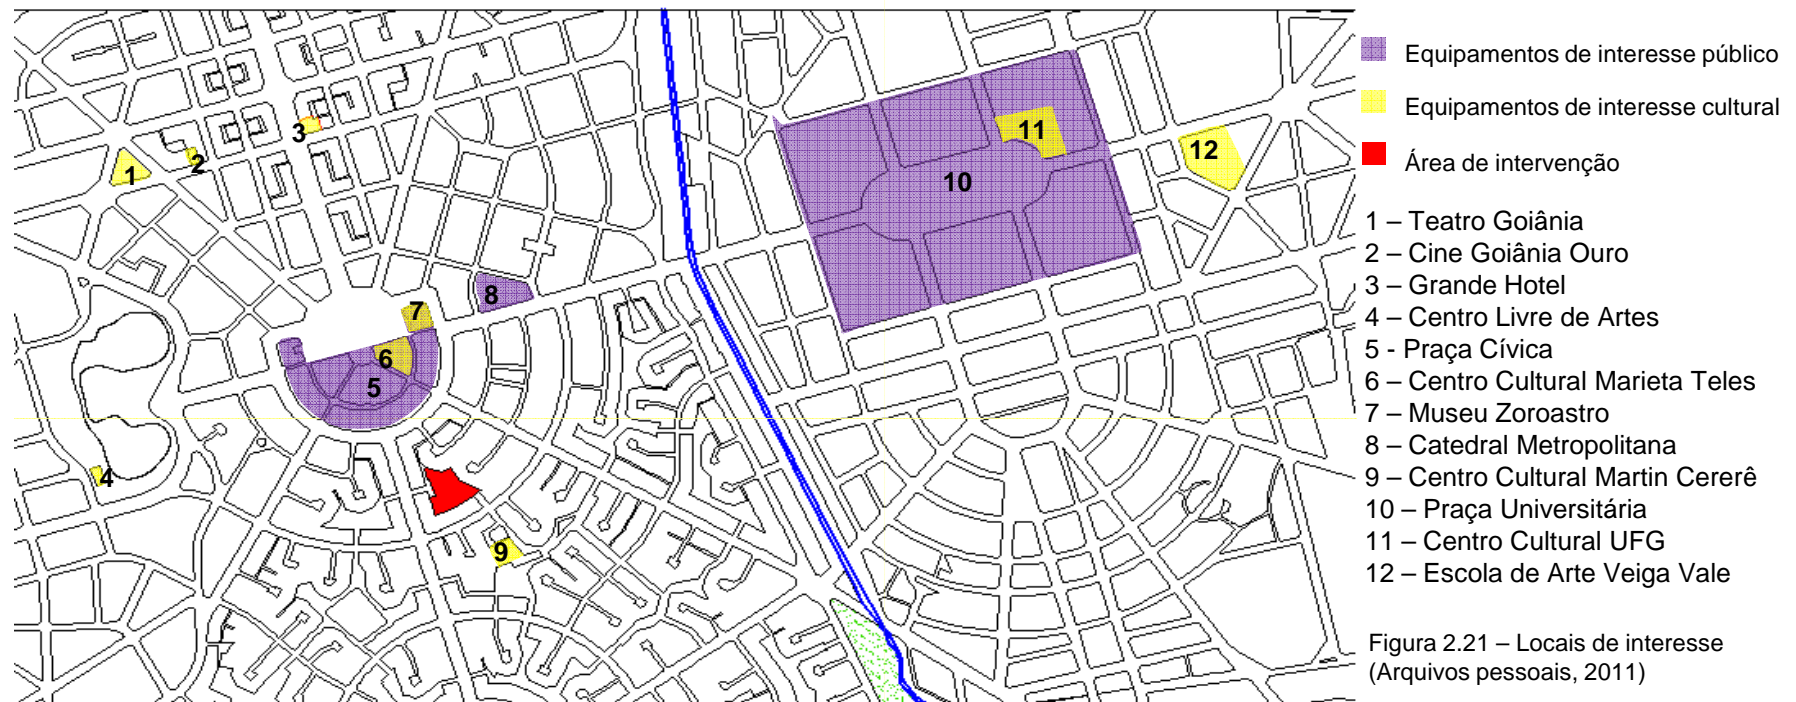 Equipamentos de interesse público
Equipamentos de interesse cultural
Área de intervenção
1 – Teatro Goiânia
2 – Cine Goiânia Ouro
3 – Grande Hotel
4 – Centro Livre de Artes
5 - Praça Cívica
6 – Centro Cultural Marieta Teles
7 – Museu Zoroastro
8 – Catedral Metropolitana
9 – Centro Cultural Martin Cererê
10 – Praça Universitária
11 – Centro Cultural UFG
12 – Escola de Arte Veiga Vale
Figura 2.21 – Locais de interesse
(Arquivos pessoais, 2011)
1
2
3
4
5
6
7
8
9
10
11
12